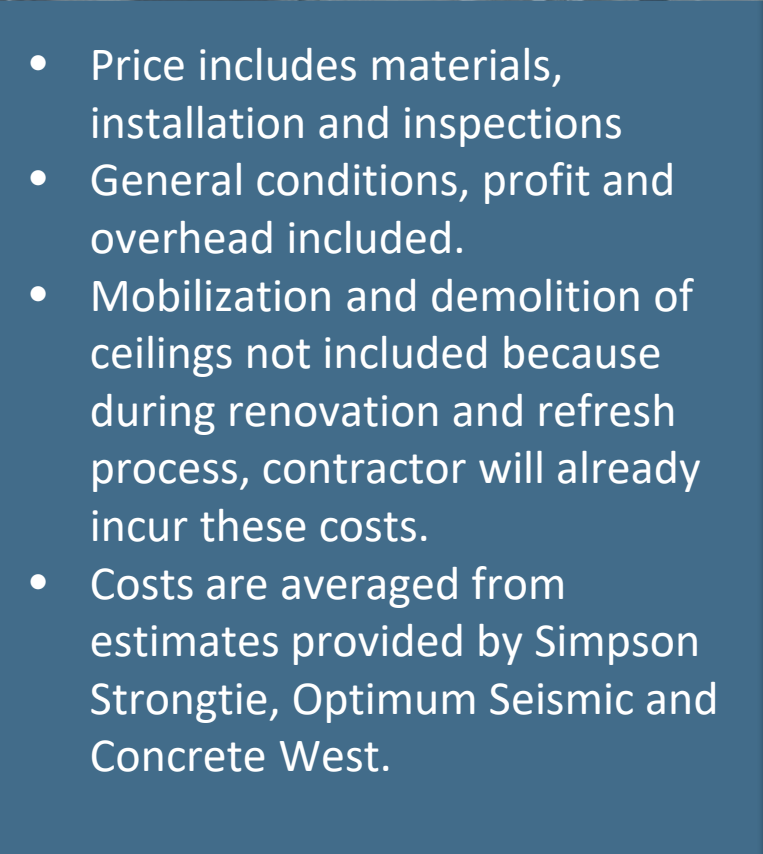 • Price includes materials,
installation and inspections
• General conditions, profit and
overhead included.
• Mobilization and demolition of
ceilings not included because
during renovation and refresh
process, contractor will already
incur these costs.
• Costs are averaged from
estimates provided by Simpson
Strongtie, Optimum Seismic and
Concrete West.